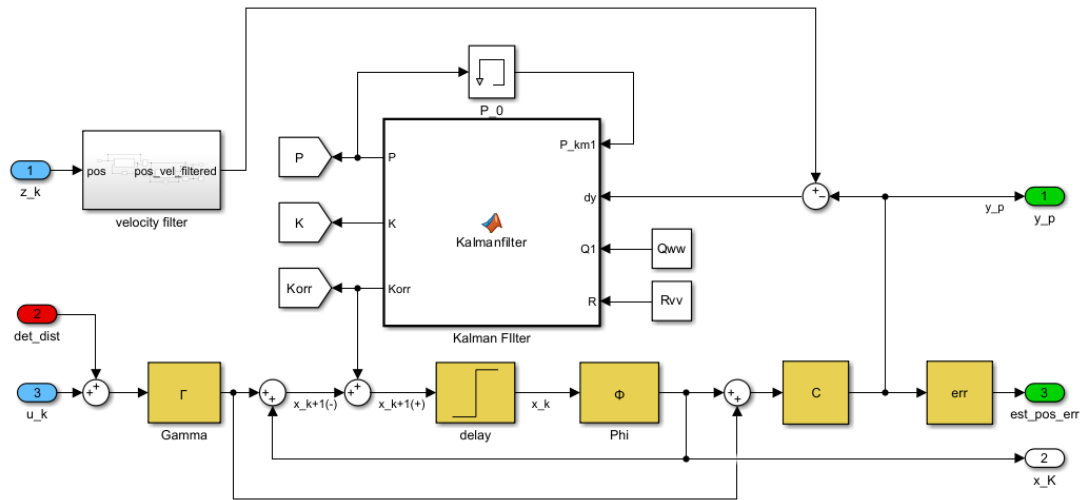 P_0
P
P
P_km1
1
z_k
pos
pos_vel_filtered
velocity filter
dy
+
−
y_p
1
y_p
K
K
Kalmanfilter
Q1
Qww
Korr
Korr
R
Rvv
Kalman FIlter
2
det_dist
3
u_k
+
+
Γ
Gamma
+
+
x_k+1(-)
+
+
x_k+1(+)
delay
x_k
Φ
Phi
+
+
C
err
3
est_pos_err
2
x_K